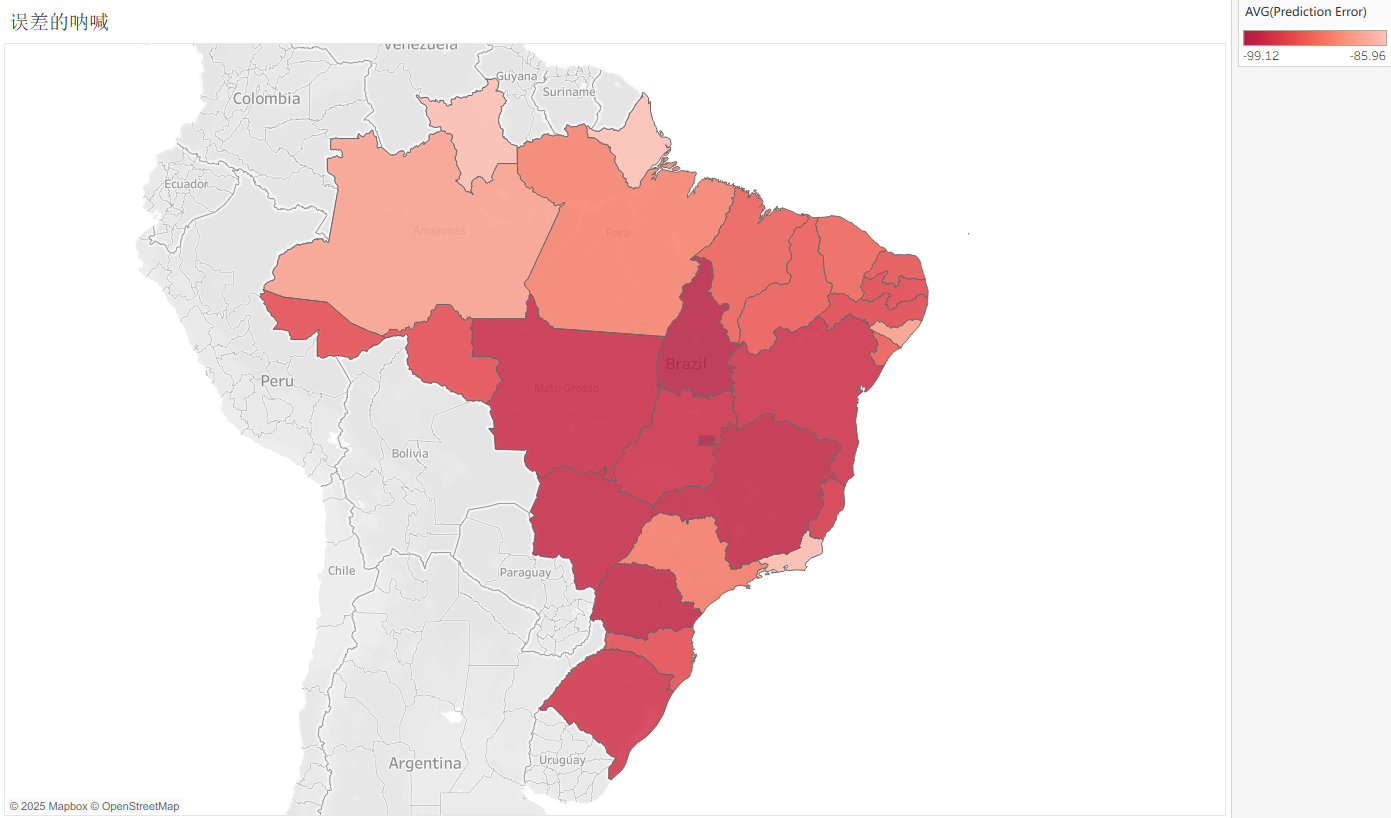 误差的呐喊
AVG(Prediction Error)
-99.12
-85.96
Venezuela
Guyana
Suriname
Colombia
Ecuador
Amazonas
Pará
Brazil
Peru
Mato Grosso
Bolivia
Chile
Paraguay
Argentina
Uruguay
© 2025 Mapbox © OpenStreetMap